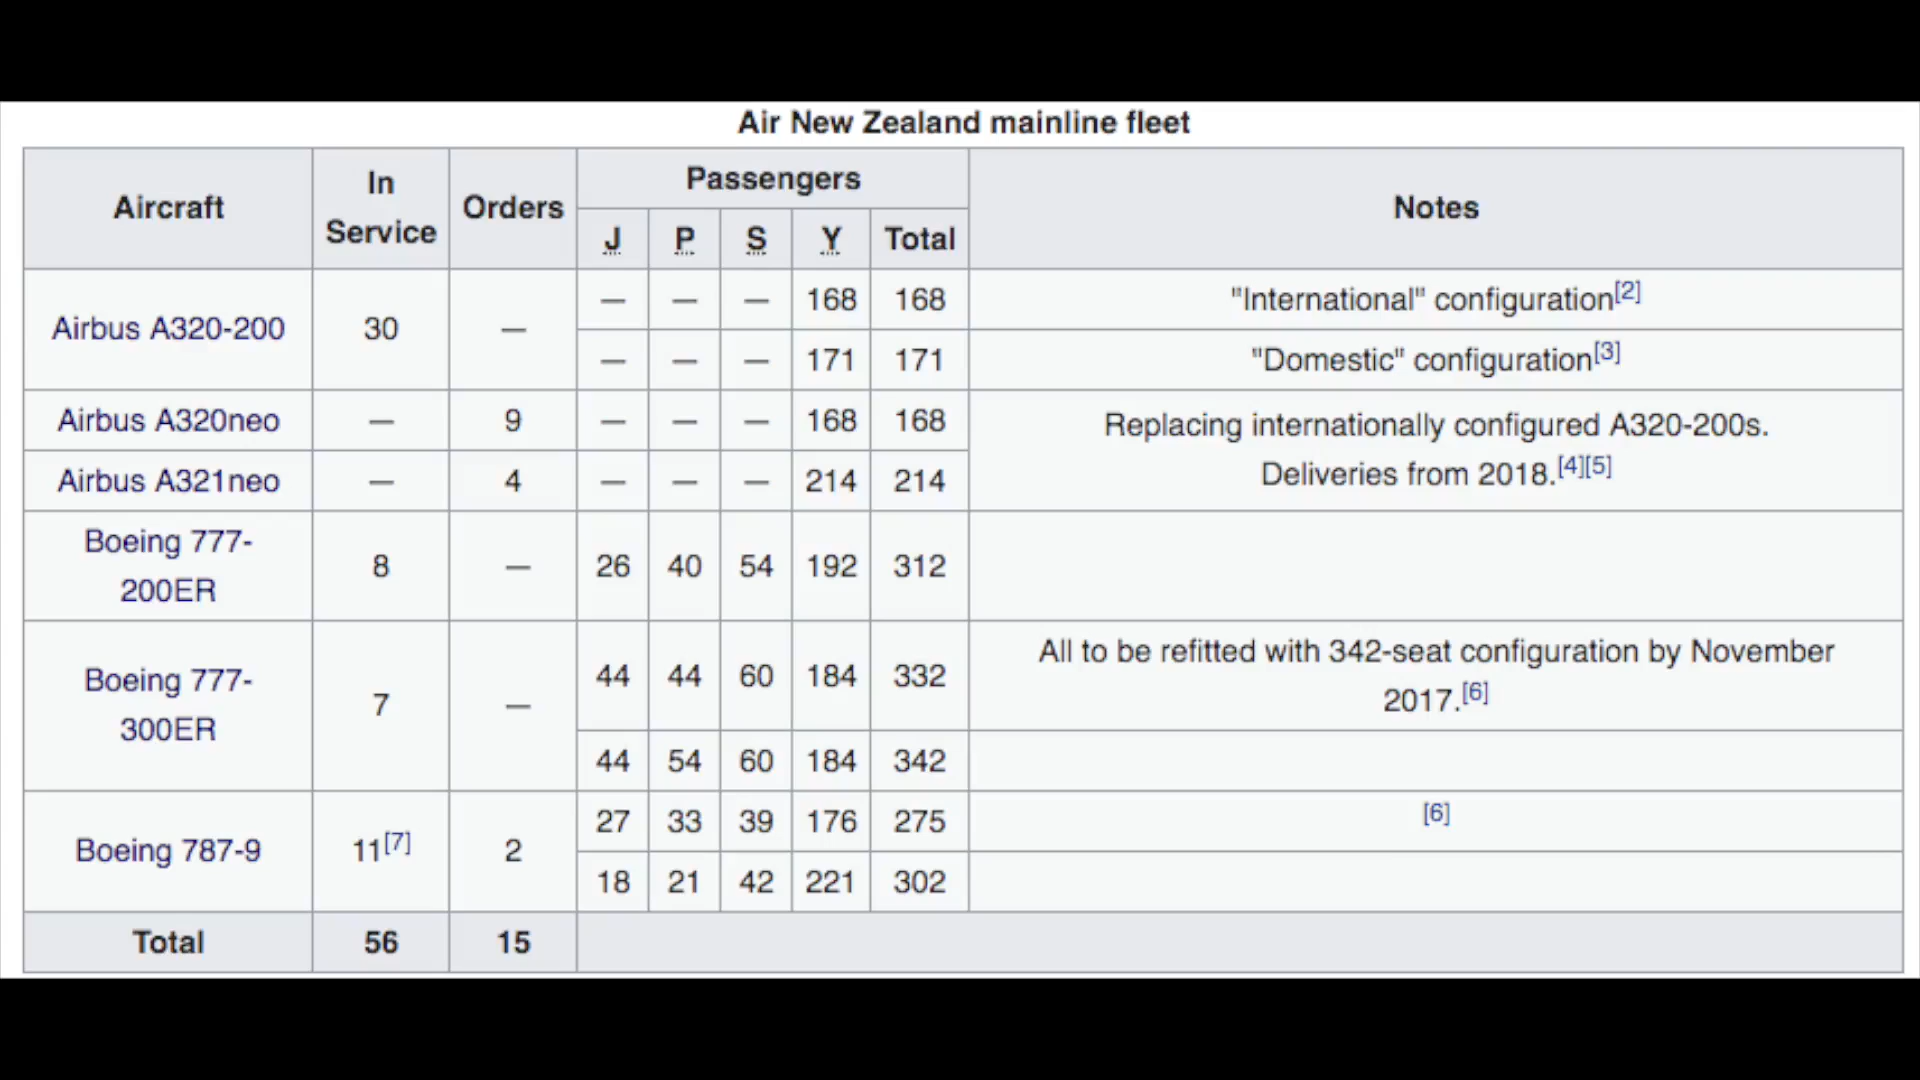 Air New Zealand mainline fleet
Aircraft In Service Orders Passengers Notes
J P S Y Total
Airbus A320-200 30 — — — — 168 168 "International" configuration[2]
— — — 171 171 "Domestic" configuration[3]
Airbus A320neo — 9 — — — 168 168 Replacing internationally configured A320-200s.
Deliveries from 2018.[4][5]
Airbus A321neo — 4 — — — 214 214
Boeing 777-
200ER 8 — 26 40 54 192 312
Boeing 777-
300ER 7 — 44 44 60 184 332 All to be refitted with 342-seat configuration by November
2017.[6]
44 54 60 184 342
Boeing 787-9 11[7] 2 27 33 39 176 275 [6]
18 21 42 221 302
Total 56 15